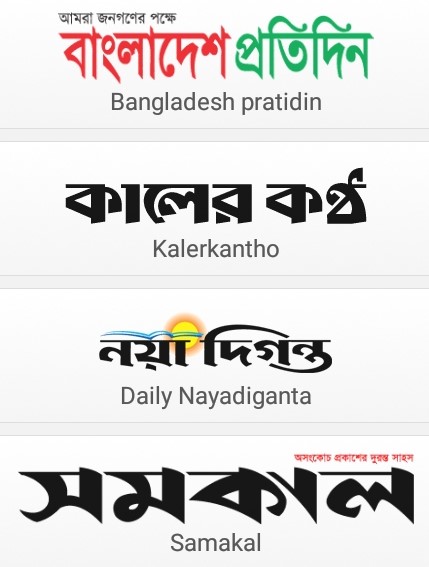 আমরা জনগণের পক্ষে
বাংলাদেশ প্রতিদিন
Bangladesh pratidin
কালের কণ্ঠ
Kalerkantho
নয়া দিগন্ত
Daily Nayadiganta
অসংকোচ প্রকাশের দুরন্ত সাহস
সমকাল
Samakal